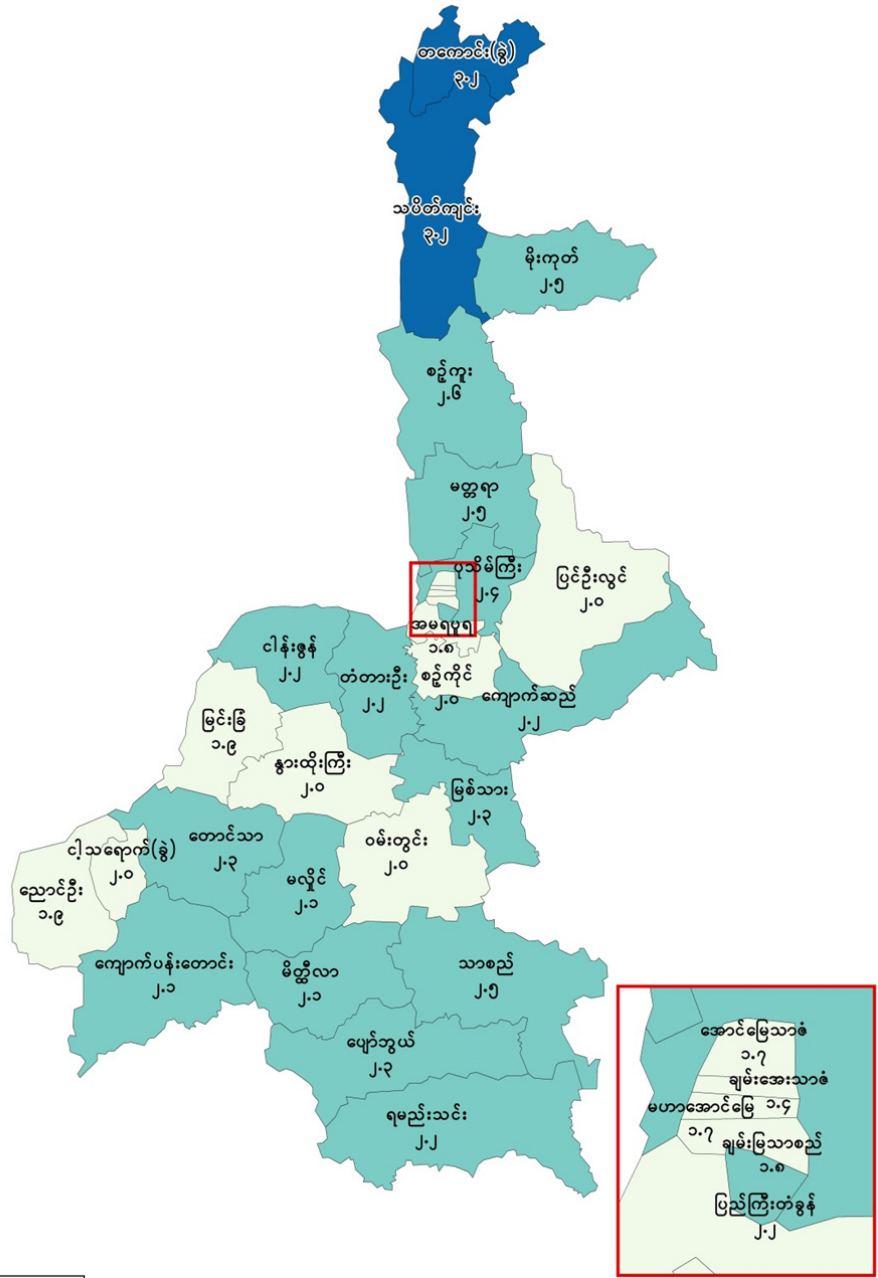 တကောင်း(ခွဲ)
၃.၂
သပိတ်ကျင်း
၃.၂
မိုးကုတ်
၂.၅
စဉ့်ကူး
၂.၆
မတ္တရာ
၂.၅
ပုသိမ်ကြီး
၂.၄
ပြင်ဦးလွင်
၂.၀
အမရပူရ
၁.၈
စဉ့်ကိုင်
၂.၀
ကျောက်ဆည်
၂.၂
ငါန်းဇွန်
၂.၂
တံတားဦး
၂.၂
မြင်းခြံ
၁.၉
နွားထိုးကြီး
၂.၀
မြစ်သား
၂.၃
တောင်သာ
၂.၃
ဝမ်းတွင်း
၂.၀
ငါ့သရောက်(ခွဲ)
၂.၀
ညောင်ဦး
၁.၉
မလှိုင်
၂.၁
ကျောက်ပန်းတောင်း
၂.၁
မိတ္ထီလာ
၂.၁
သာစည်
၂.၅
ပျော်ဘွယ်
၂.၃
ရမည်းသင်း
၂.၂
အောင်မြေသာဇံ
၁.၇
ချမ်းအေးသာဇံ
၁.၄
မဟာအောင်မြေ
၁.၇
ချမ်းမြသာစည်
၁.၈
ပြည်ကြီးတံခွန်
၂.၂